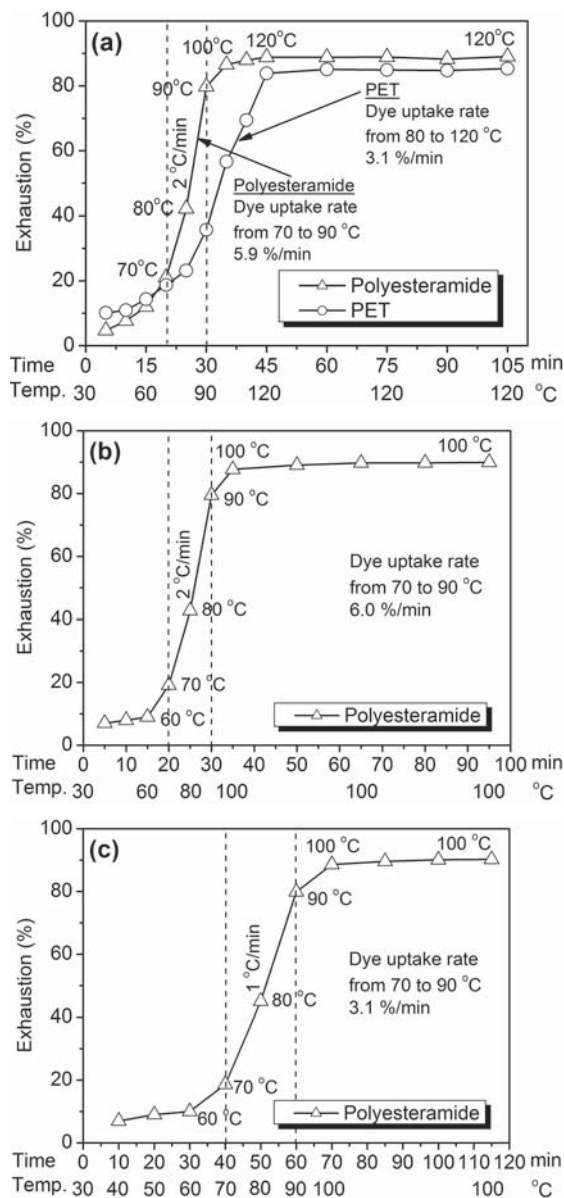 (a)
100°C
120°C
120°C
90°C
PET
Dye uptake rate
from 80 to 120 °C
3.1 %/min
2 °C/min
80°C
Polyesteramide
Dye uptake rate
from 70 to 90 °C
5.9 %/min
70°C
Polyesteramide
PET
Exhaustion (%)
100
80
60
40
20
0
Time 0 15 30 45 60 75 90 105 min
Temp. 30 60 90 120 120 120 °C
(b)
100 °C
100 °C
90 °C
2 °C/min
80 °C
Dye uptake rate
from 70 to 90 °C
6.0 %/min
70 °C
60 °C
Polyesteramide
Exhaustion (%)
100
80
60
40
20
0
Time 0 10 20 30 40 50 60 70 80 90 100 min
Temp. 30 60 80 100 100 100 °C
(c)
100 °C
100 °C
90 °C
1 °C/min
80 °C
Dye uptake rate
from 70 to 90 °C
3.1 %/min
70 °C
60 °C
Polyesteramide
Exhaustion (%)
100
80
60
40
20
0
Time 0 10 20 30 40 50 60 70 80 90 100 110 120 min
Temp. 30 40 50 60 70 80 90 100 100 °C